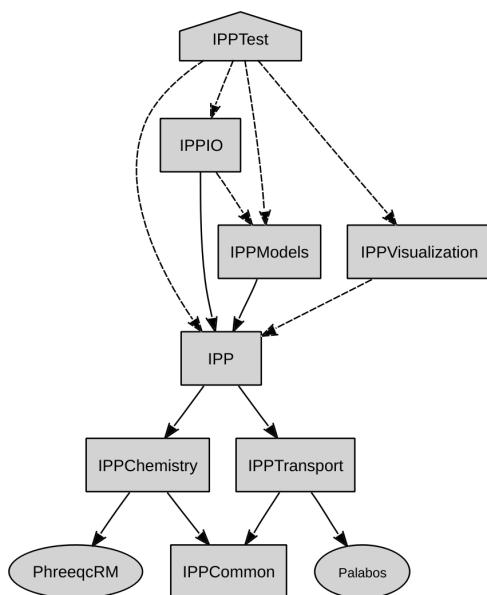 IPPTest
IPPIO
IPPModels
IPPVisualization
IPP
IPPChemistry
IPPTransport
PhreeqcRM
IPPCommon
Palabos